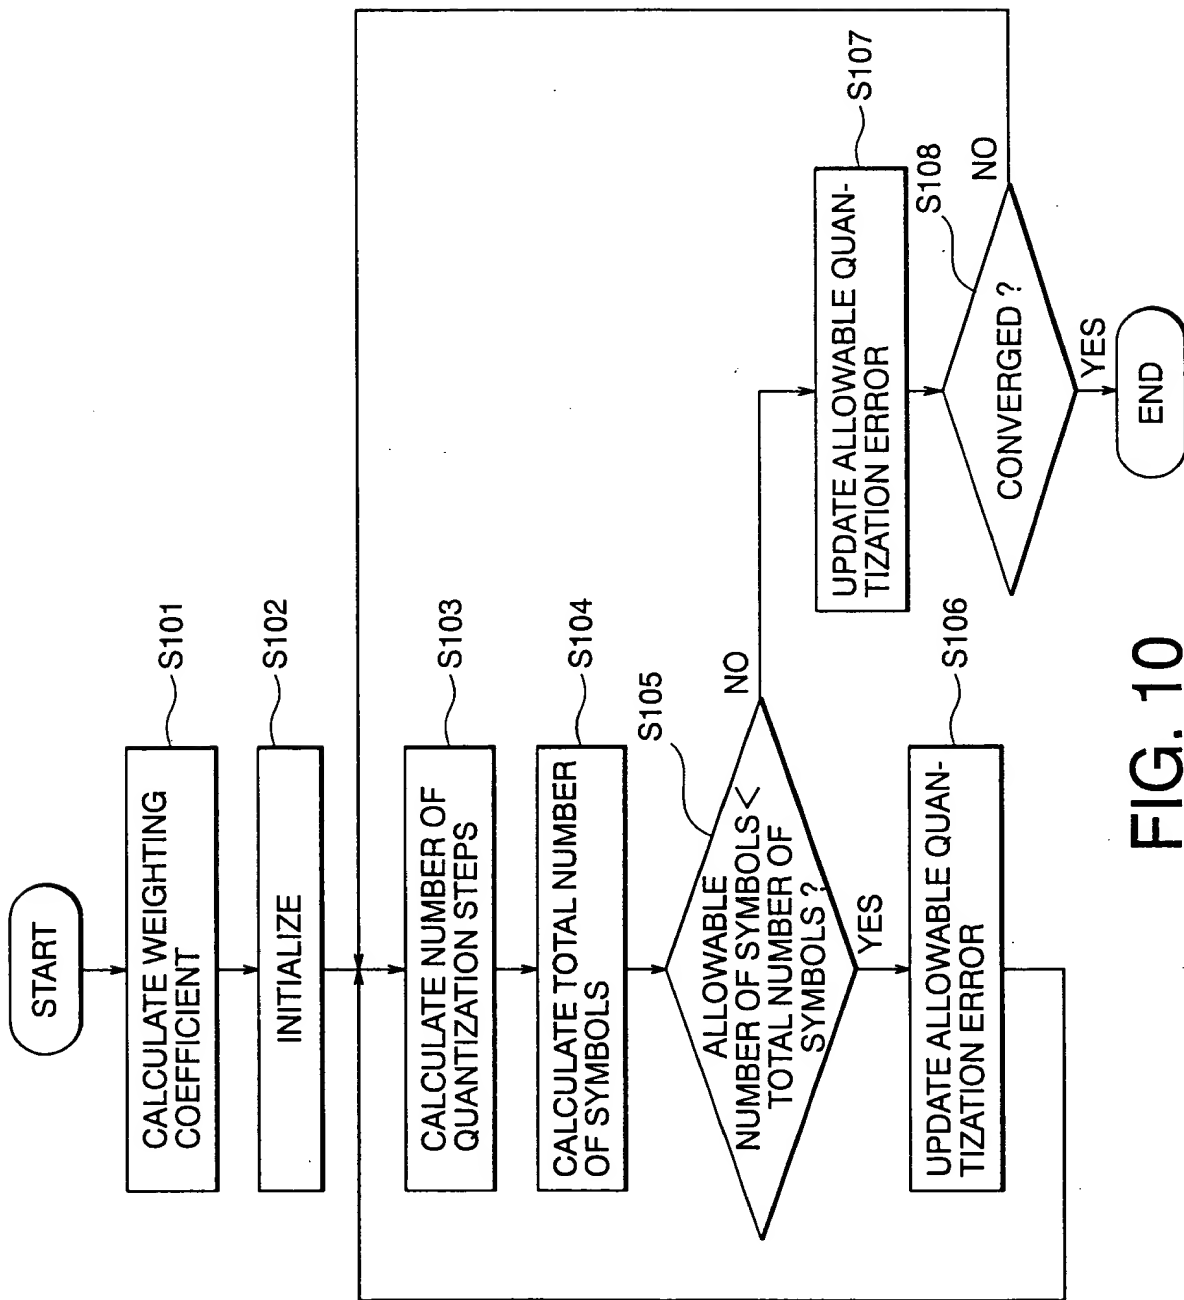 START
CALCULATE WEIGHTING
COEFFICIENT
S101
INITIALIZE
S102
CALCULATE NUMBER OF
QUANTIZATION STEPS
S103
CALCULATE TOTAL NUMBER
OF SYMBOLS
S104
ALLOWABLE
NUMBER OF SYMBOLS <
TOTAL NUMBER OF
SYMBOLS ?
S105
NO
YES
UPDATE ALLOWABLE QUAN-
TIZATION ERROR
S106
UPDATE ALLOWABLE QUAN-
TIZATION ERROR
S107
CONVERGED ?
S108
NO
YES
END
FIG. 10